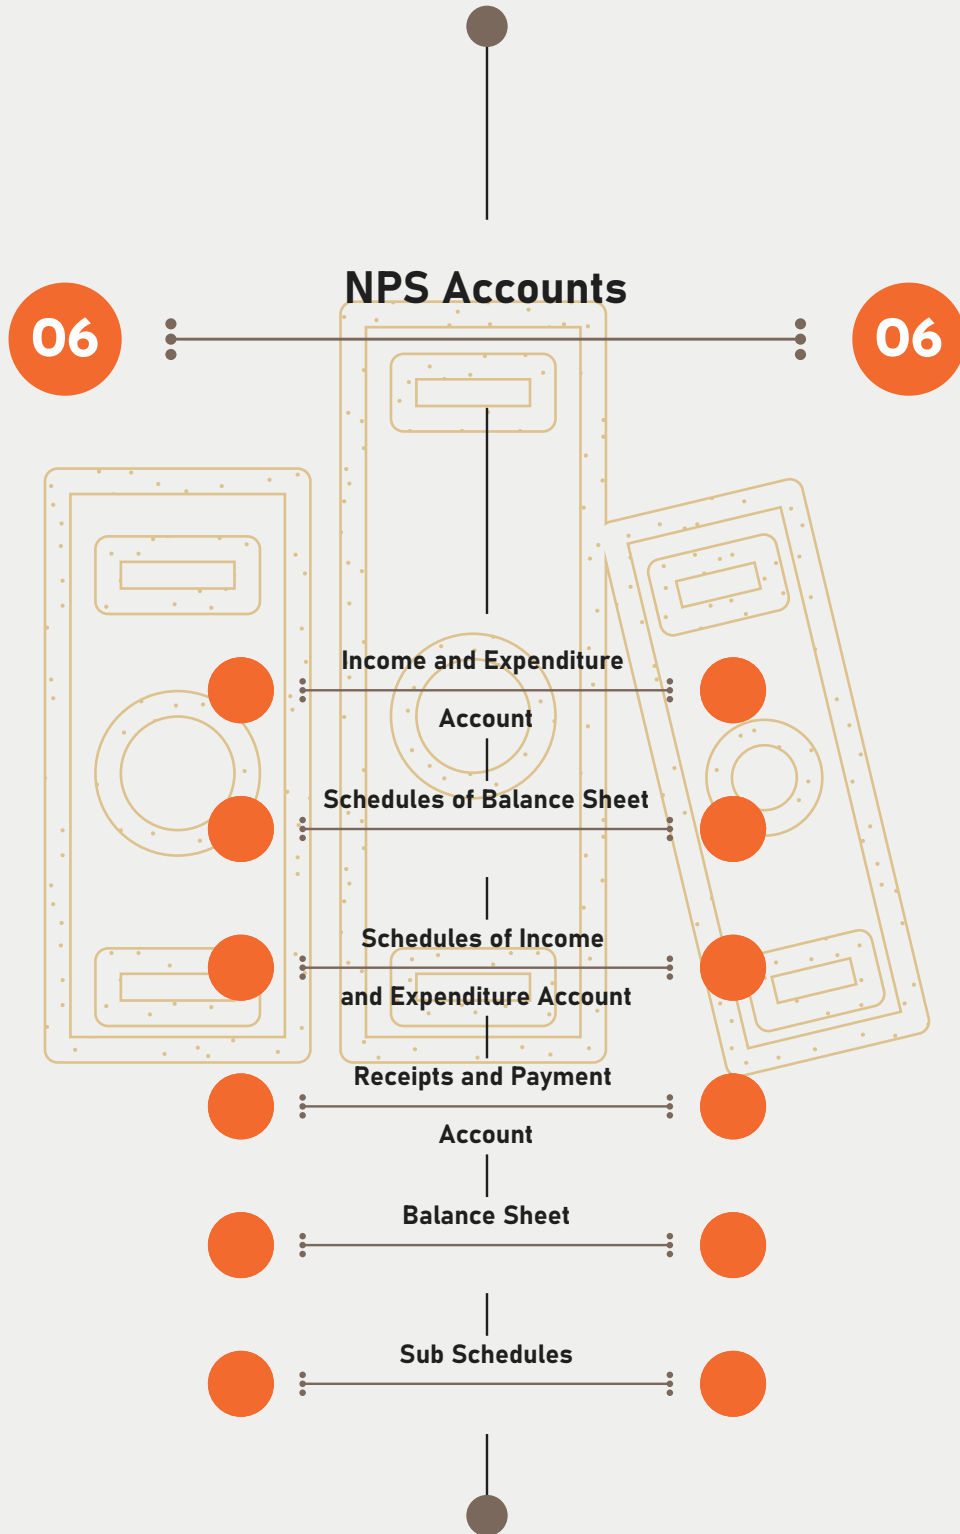 NPS Accounts
06 06
Income and Expenditure
Account
Schedules of Balance Sheet
Schedules of Income
and Expenditure Account
Receipts and Payment
Account
Balance Sheet
Sub Schedules